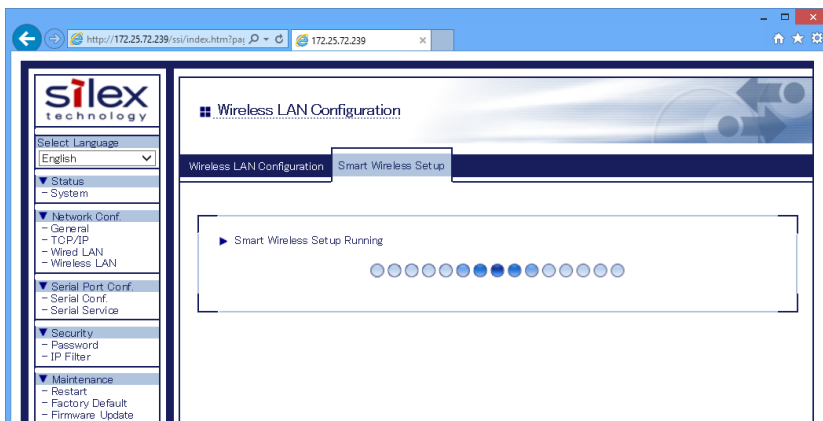 http://172.25.72.239/ssi/index.htm?pa
172.25.72.239
silex
technology
Select Language
English
▼ Status
- System
▼ Network Conf.
- General
- TCP/IP
- Wired LAN
- Wireless LAN
▼ Serial Port Conf.
- Serial Conf.
- Serial Service
▼ Security
- Password
- IP Filter
▼ Maintenance
- Restart
- Factory Default
- Firmware Update
Wireless LAN Configuration
Wireless LAN Configuration Smart Wireless Setup
Smart Wireless Setup Running